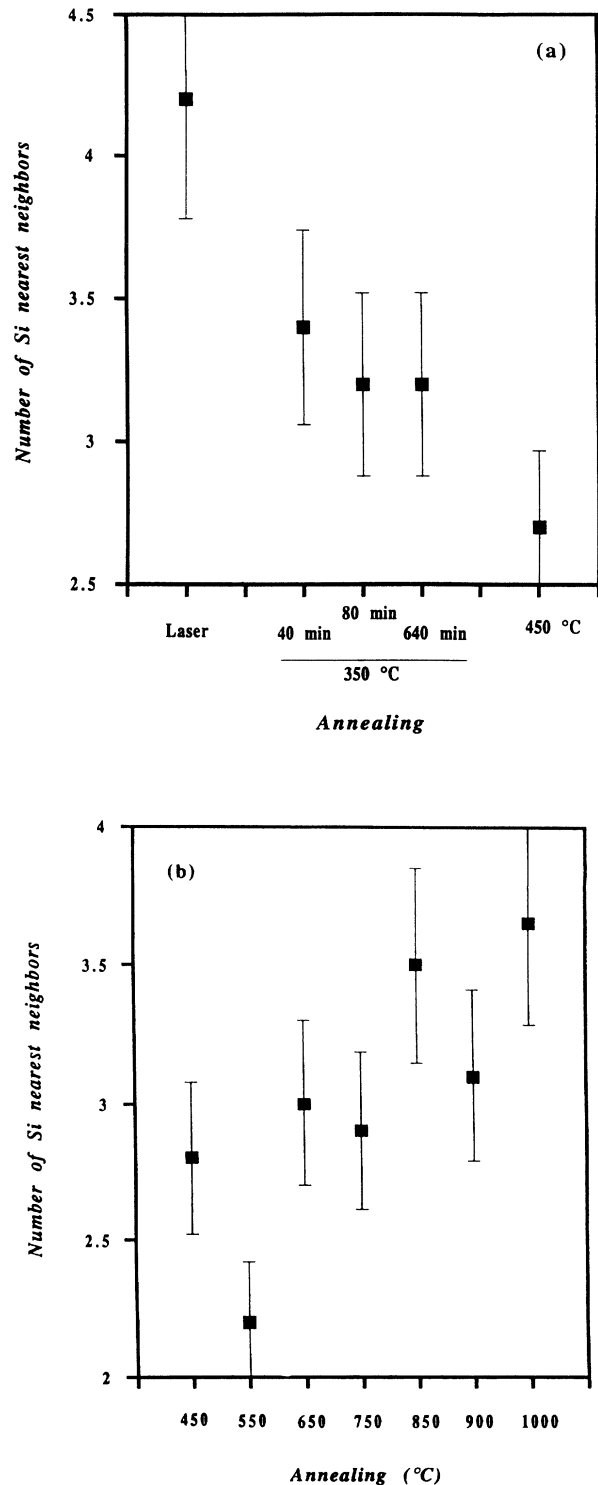 (a)
Number of Si nearest neighbors
4.5
4
3.5
3
2.5
Laser
40 min
80 min
640 min
450 °C
350 °C
Annealing
(b)
Number of Si nearest neighbors
4
3.5
3
2.5
2
450 550 650 750 850 900 1000
Annealing (°C)